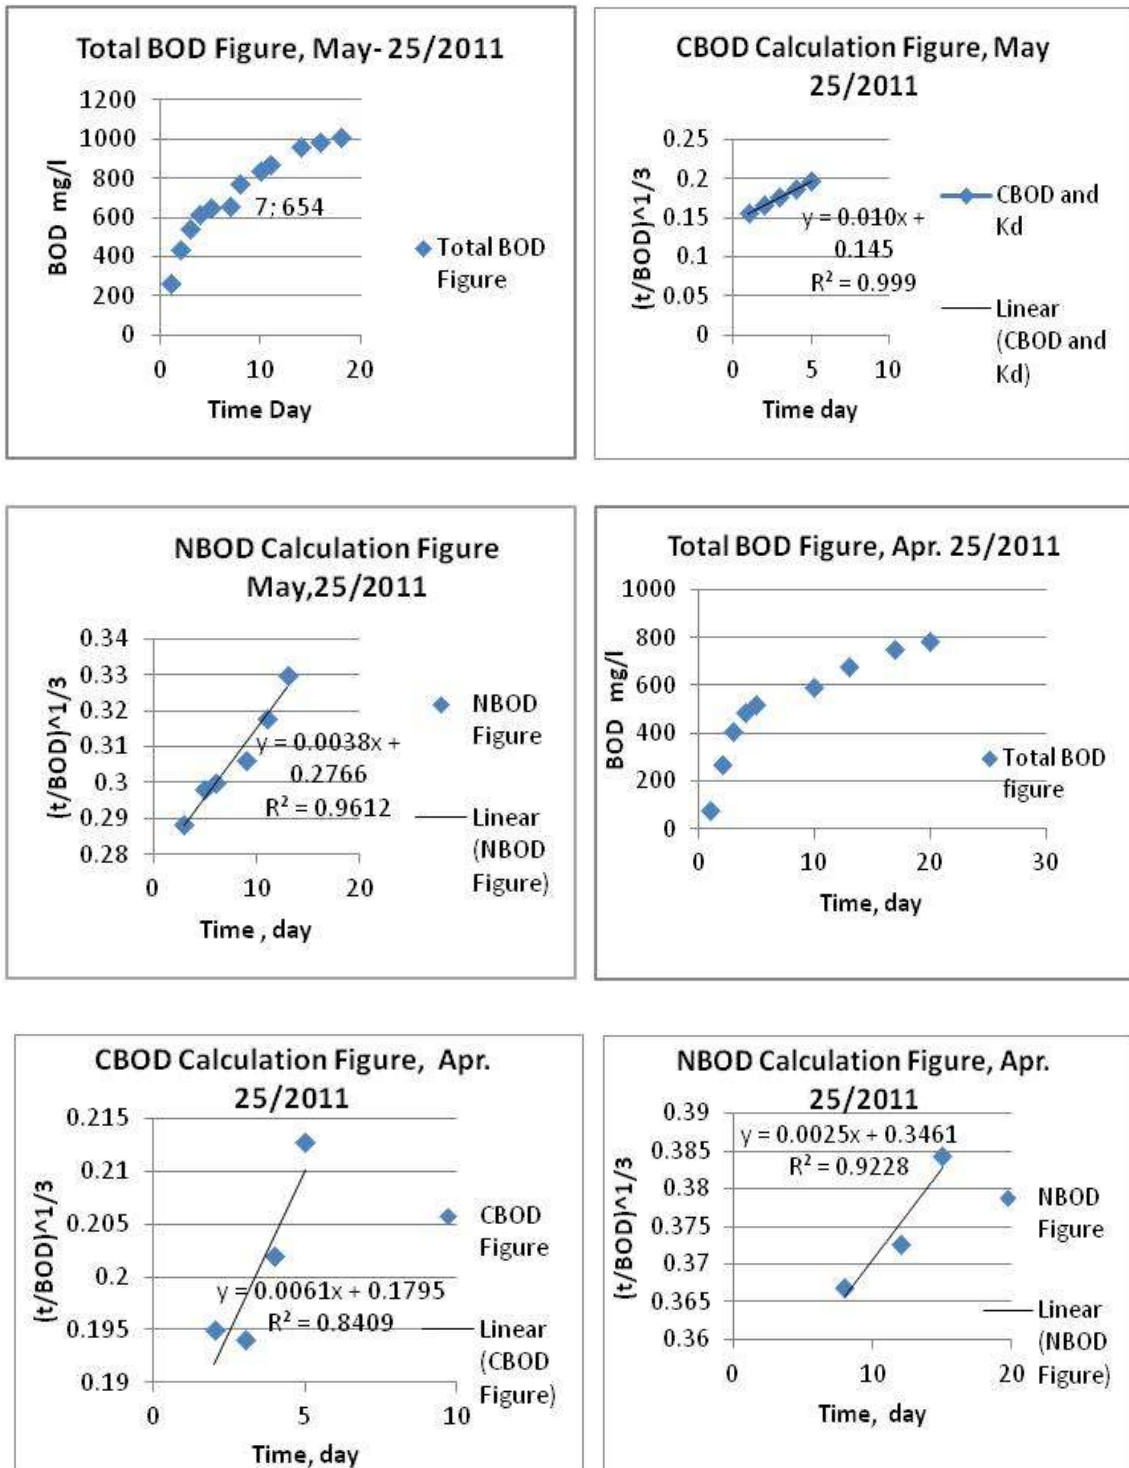 Total BOD Figure, May- 25/2011
BOD mg/l
1200
1000
800
600
400
200
0
7; 654
0 10 20
Time Day
Total BOD
Figure
CBOD Calculation Figure, May
25/2011
(t/BOD)^1/3
0.25
0.2
0.15
0.1
0.05
0
y = 0.010x +
0.145
R² = 0.999
0 5 10
Time day
CBOD and
Kd
Linear
(CBOD and
Kd)
NBOD Calculation Figure
May,25/2011
(t/BOD)^1/3
0.34
0.33
0.32
0.31
0.3
0.29
0.28
y = 0.0038x +
0.2766
R² = 0.9612
0 10 20
Time , day
NBOD
Figure
Linear
(NBOD
Figure)
Total BOD Figure, Apr. 25/2011
BOD mg/l
1000
800
600
400
200
0
0 10 20 30
Time, day
Total BOD
figure
CBOD Calculation Figure, Apr.
25/2011
(t/BOD)^1/3
0.215
0.21
0.205
0.2
0.195
0.19
y = 0.0061x + 0.1795
R² = 0.8409
0 5 10
Time, day
CBOD
Figure
Linear
(CBOD
Figure)
NBOD Calculation Figure, Apr.
25/2011
(t/BOD)^1/3
0.39
0.385
0.38
0.375
0.37
0.365
0.36
y = 0.0025x + 0.3461
R² = 0.9228
0 10 20
Time, day
NBOD
Figure
Linear
(NBOD
Figure)